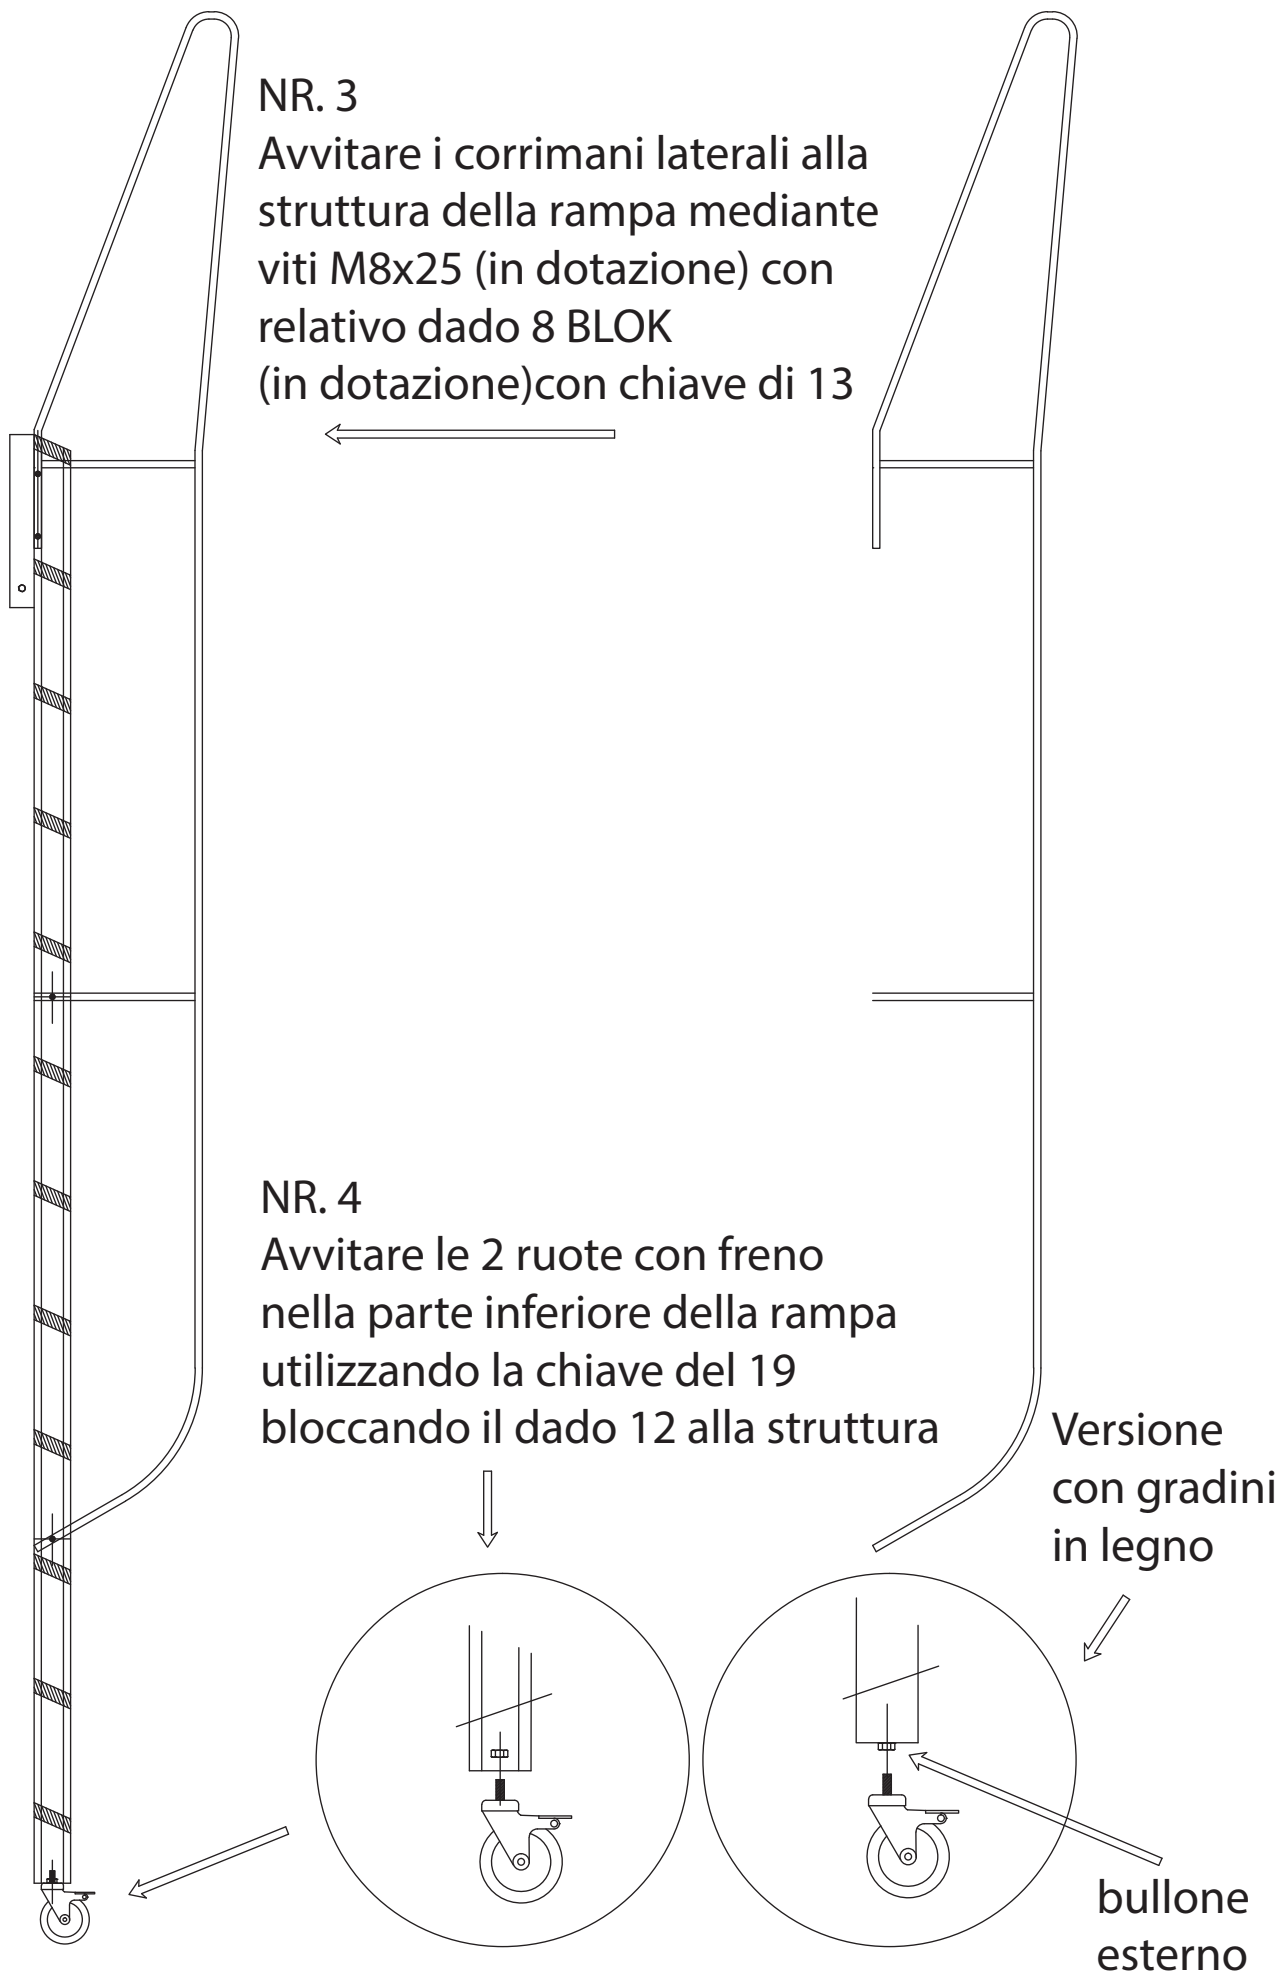 NR. 3
Avvitare i corrimani laterali alla
struttura della rampa mediante
viti M8x25 (in dotazione) con
relativo dado 8 BLOK
(in dotazione)con chiave di 13
NR. 4
Avvitare le 2 ruote con freno
nella parte inferiore della rampa
utilizzando la chiave del 19
bloccando il dado 12 alla struttura
Versione
con gradini
in legno
bullone
esterno